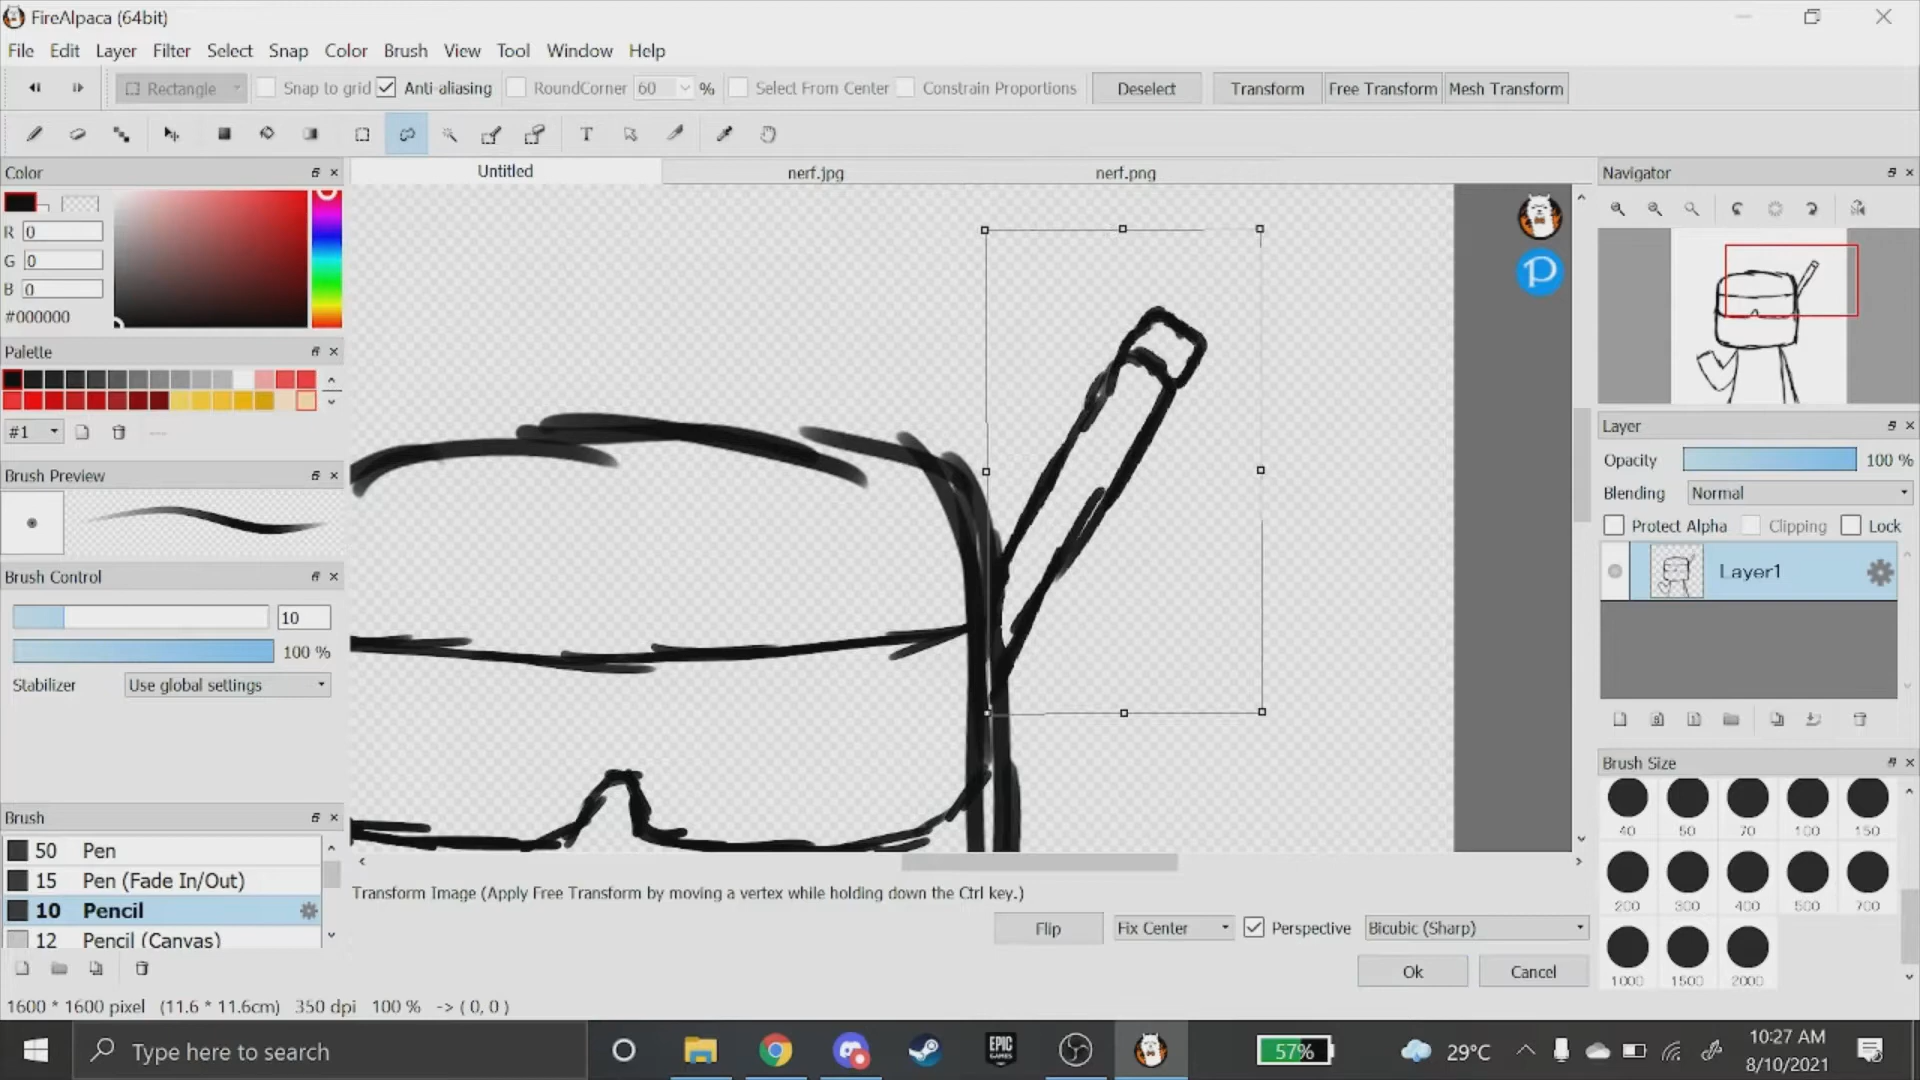 FireAlpaca (64bit)
File Edit Layer Filter Select Snap Color Brush View Tool Window Help
Rectangle Snap to grid Anti-aliasing RoundCorner 60 % Select From Center Constrain Proportions Deselect Transform Free Transform Mesh Transform
T
Color
Untitled nerf.jpg nerf.png
Navigator
R 0
G 0
B 0
#000000
P
Palette
#1
Layer
Opacity 100 %
Blending Normal
Protect Alpha Clipping Lock
Layer1
Brush Preview
Brush Control
10
100 %
Stabilizer Use global settings
Brush Size
40 50 70 100 150
200 300 400 500 700
1000 1500 2000
Brush
50 Pen
15 Pen (Fade In/Out)
10 Pencil
12 Pencil (Canvas)
Transform Image (Apply Free Transform by moving a vertex while holding down the Ctrl key.)
Flip Fix Center Perspective Bicubic (Sharp)
Ok Cancel
1600 * 1600 pixel (11.6 * 11.6cm) 350 dpi 100 % -> ( 0, 0 )
Type here to search
EPIC GAMES
57%
29°C
10:27 AM
8/10/2021